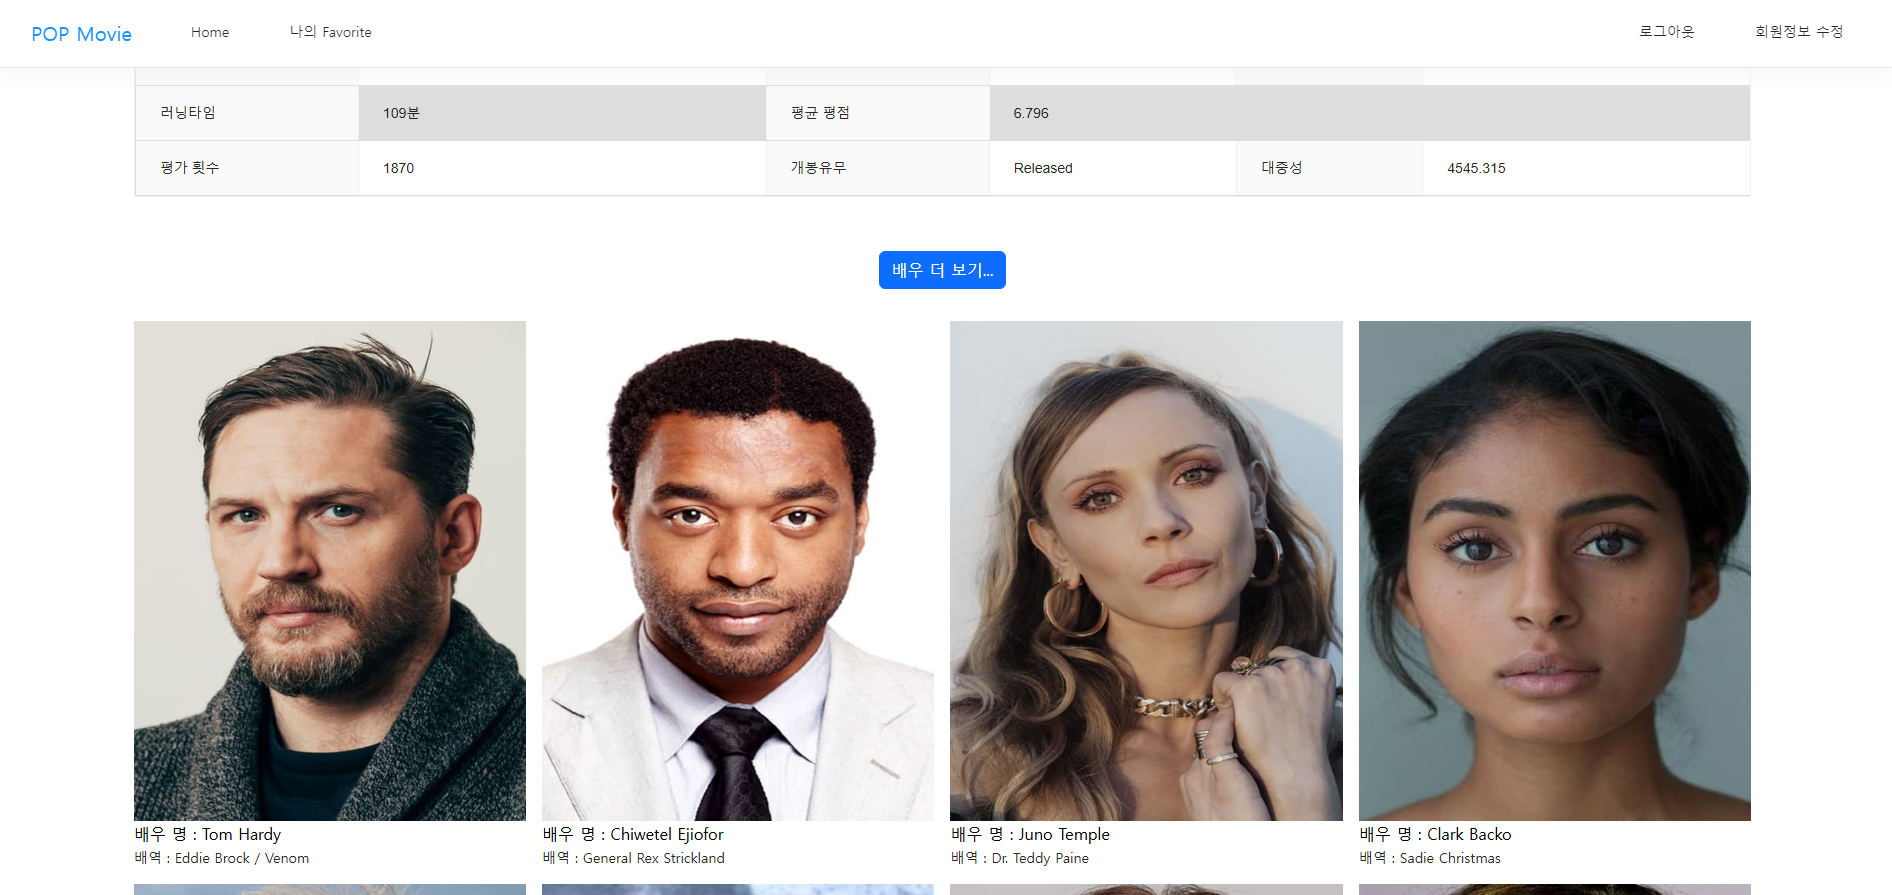 POP Movie Home 나의 Favorite 로그아웃 회원정보 수정
러닝타임 109분 평균 평점 6.796
평가 횟수 1870 개봉유무 Released 대중성 4545.315
배우 더 보기...
배우 명 : Tom Hardy 배우 명 : Chiwetel Ejiofor 배우 명 : Juno Temple 배우 명 : Clark Backo
배역 : Eddie Brock / Venom 배역 : General Rex Strickland 배역 : Dr. Teddy Paine 배역 : Sadie Christmas